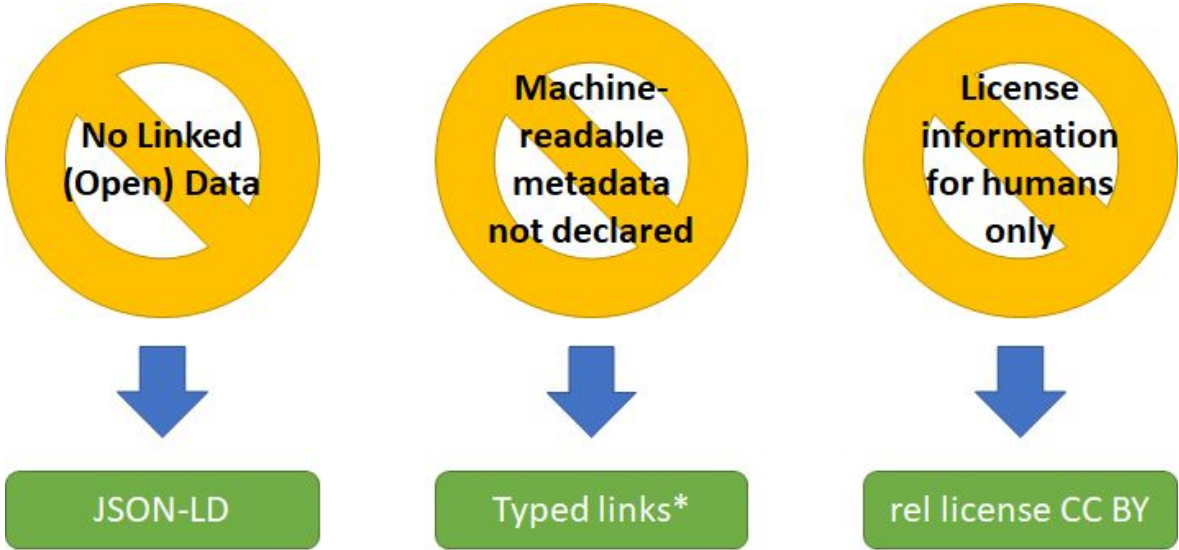 No Linked
(Open) Data
Machine-
readable
metadata
not declared
License
information
for humans
only
JSON-LD
Typed links*
rel license CC BY